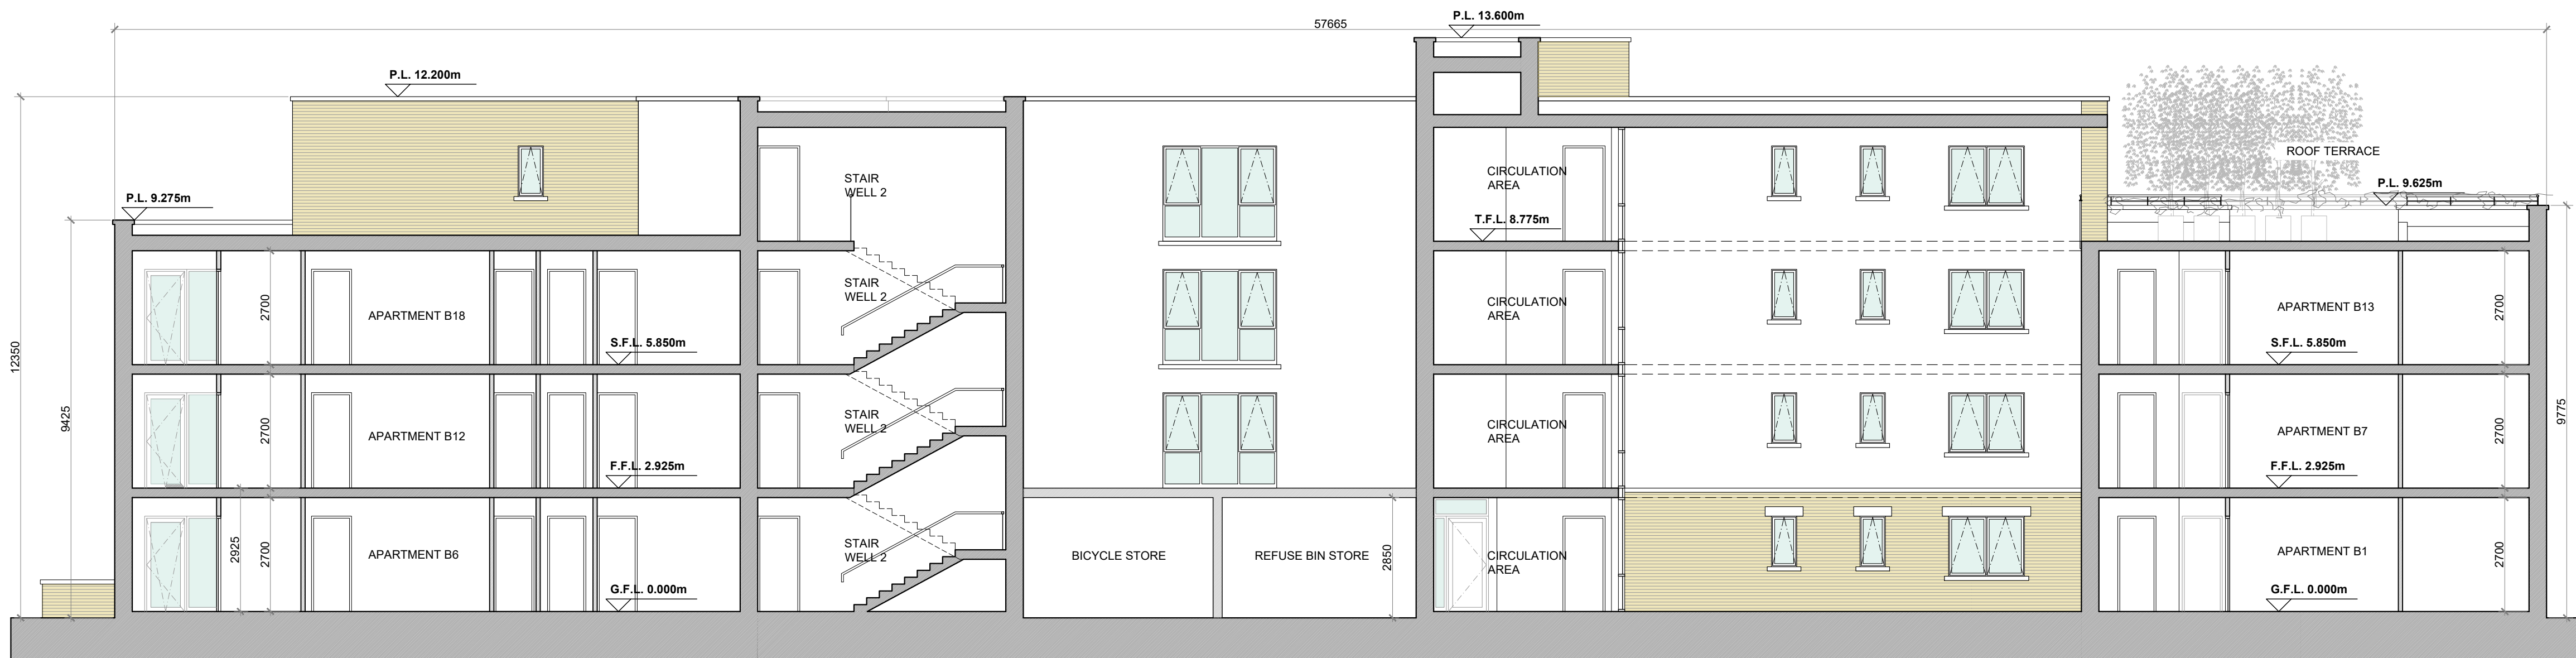 57665
P.L. 13.600m
P.L. 12.200m
P.L. 9.275m
12350
9425
STAIR
WELL 2
CIRCULATION
AREA
T.F.L. 8.775m
ROOF TERRACE
P.L. 9.625m
9775
2700
APARTMENT B18
S.F.L. 5.850m
STAIR
WELL 2
CIRCULATION
AREA
APARTMENT B13
S.F.L. 5.850m
2700
2700
APARTMENT B12
F.F.L. 2.925m
STAIR
WELL 2
CIRCULATION
AREA
APARTMENT B7
F.F.L. 2.925m
2700
2925
2700
APARTMENT B6
G.F.L. 0.000m
STAIR
WELL 2
BICYCLE STORE
REFUSE BIN STORE
2850
CIRCULATION
AREA
APARTMENT B1
G.F.L. 0.000m
2700